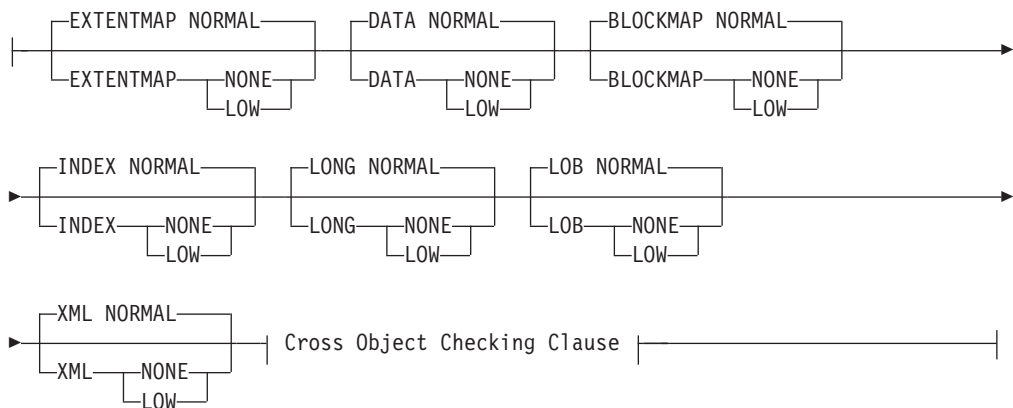 EXTENTMAP NORMAL DATA NORMAL BLOCKMAP NORMAL
EXTENTMAP NONE DATA NONE BLOCKMAP NONE
LOW LOW LOW
INDEX NORMAL LONG NORMAL LOB NORMAL
INDEX NONE LONG NONE LOB NONE
LOW LOW LOW
XML NORMAL
Cross Object Checking Clause
XML NONE
LOW